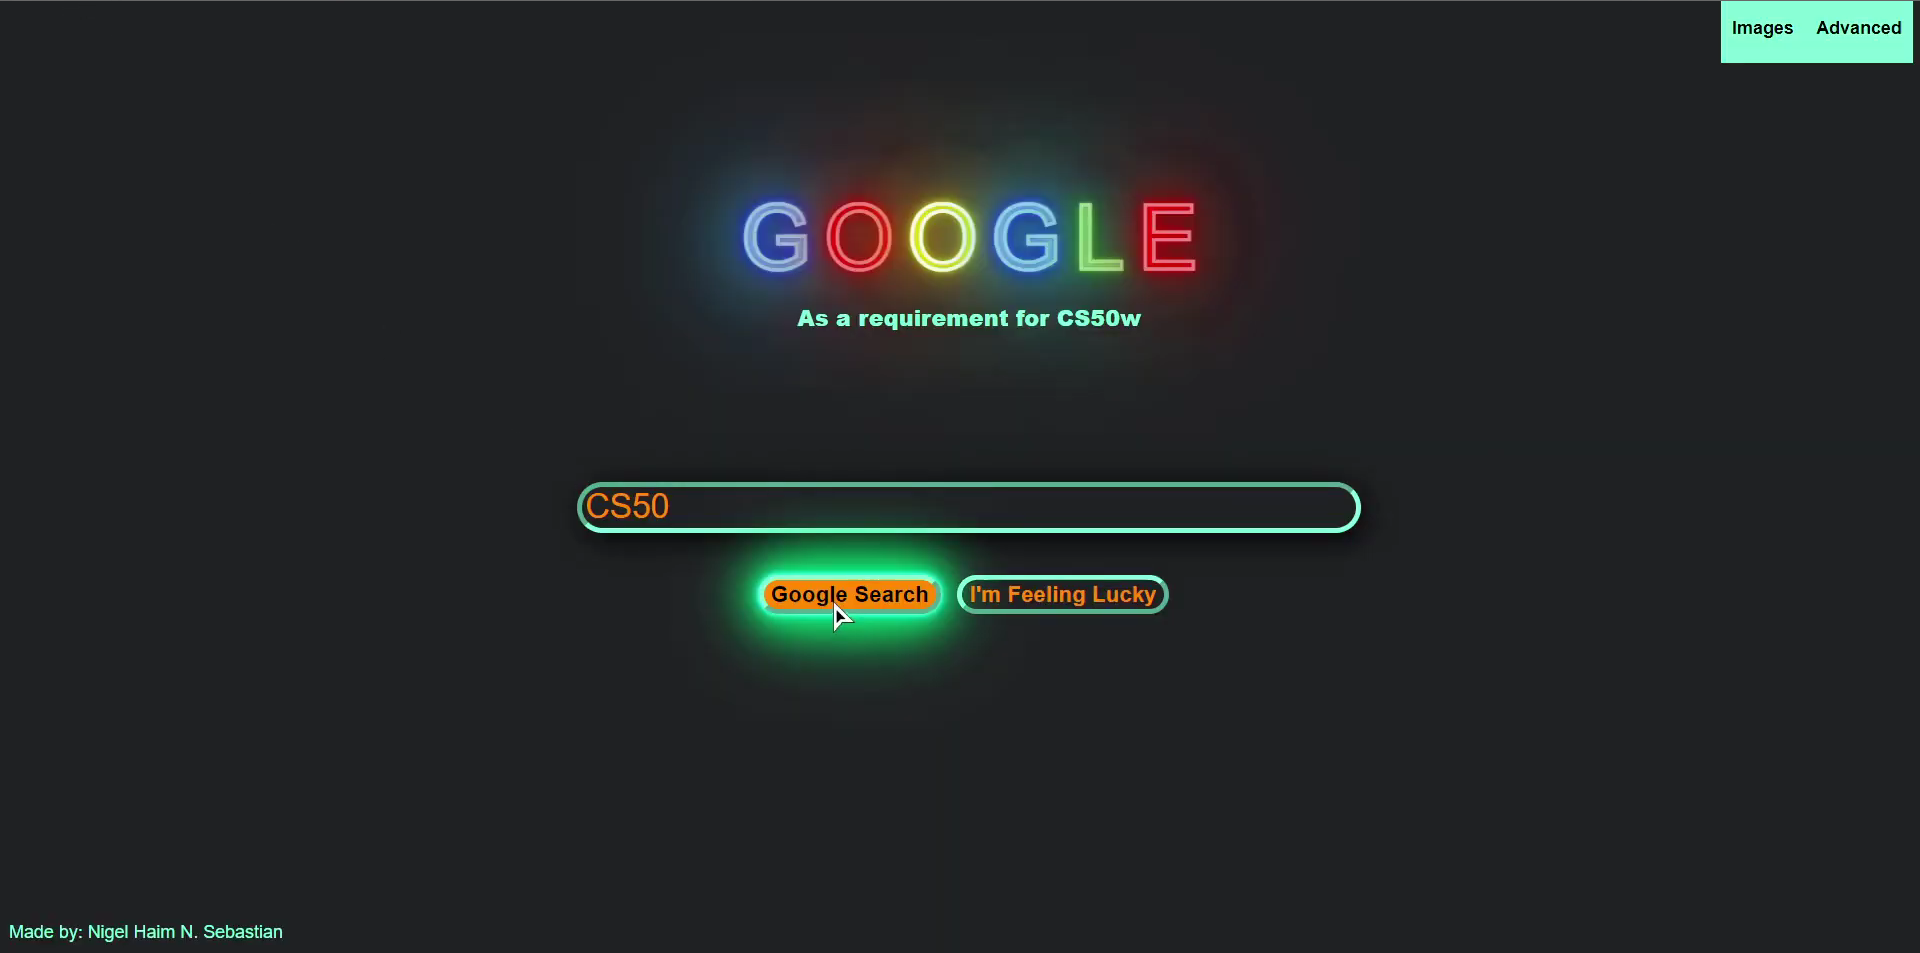 Images Advanced
GOOGLE
As a requirement for CS50w
CS50
Google Search I'm Feeling Lucky
Made by: Nigel Haim N. Sebastian